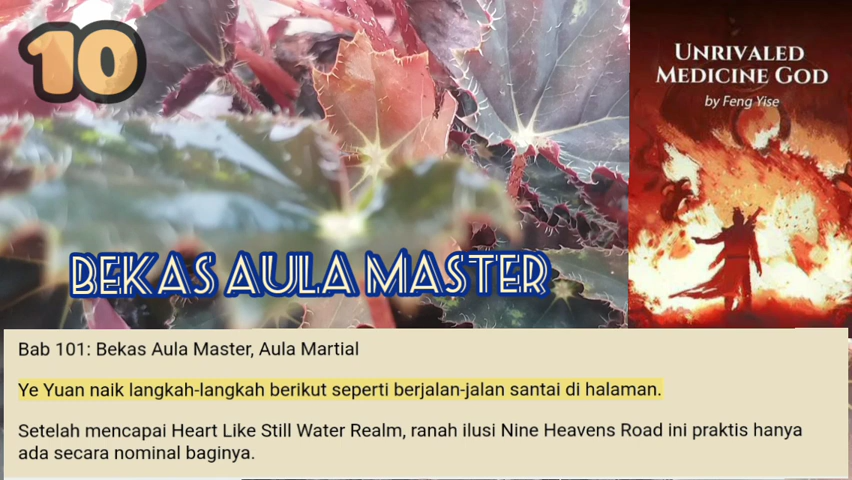 10
UNRIVALED
MEDICINE GOD
by Feng Yise
BEKAS AULA MASTER
Bab 101: Bekas Aula Master, Aula Martial
Ye Yuan naik langkah-langkah berikut seperti berjalan-jalan santai di halaman.
Setelah mencapai Heart Like Still Water Realm, ranah ilusi Nine Heavens Road ini praktis hanya
ada secara nominal baginya.